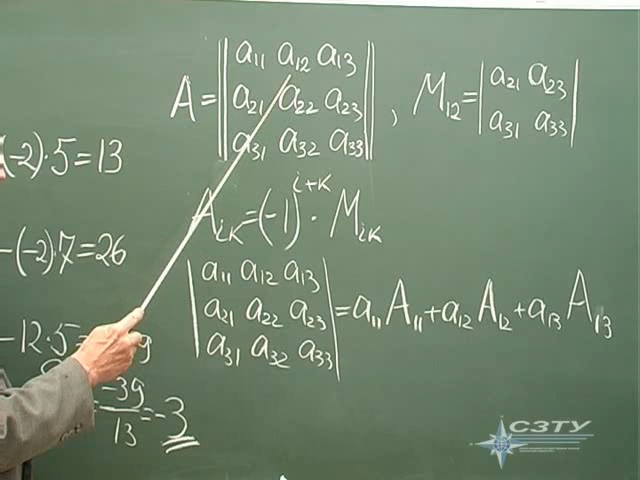 A = ‖a₁₁ a₁₂ a₁₃‖
‖a₂₁ a₂₂ a₂₃‖ , M₁₂ = |a₂₁ a₂₃|
‖a₃₁ a₃₂ a₃₃‖ |a₃₁ a₃₃|
(-2)·5=13
A_iK = (-1)^(i+K) · M_iK
-(-2)·7=26
|a₁₁ a₁₂ a₁₃|
|a₂₁ a₂₂ a₂₃| = a₁₁A₁₁+a₁₂A₁₂+a₁₃A₁₃
|a₃₁ a₃₂ a₃₃|
-12·5=
=-39/13=-3
СЗТУ